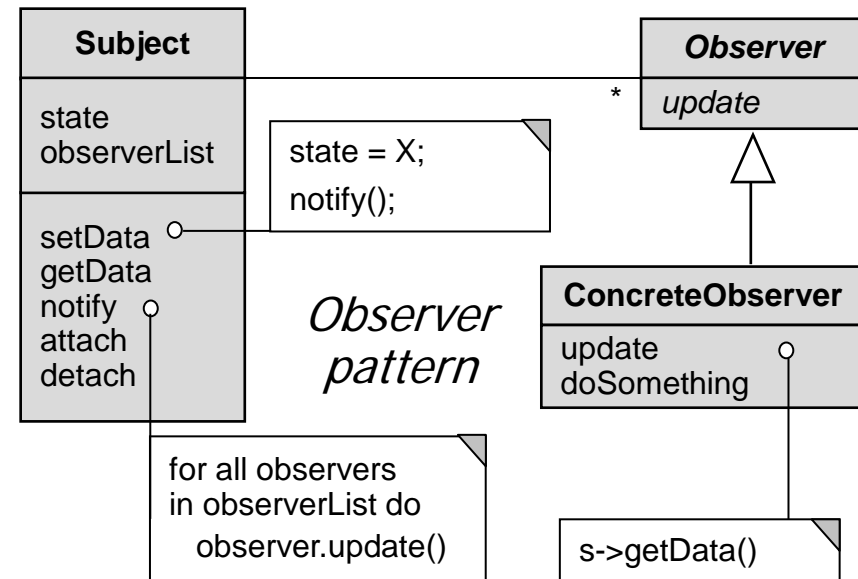 Subject
state
observerList
setData
getData
notify
attach
detach
state = X;
notify();
Observer
pattern
for all observers
in observerList do
observer.update()
*
Observer
update
ConcreteObserver
update
doSomething
s->getData()